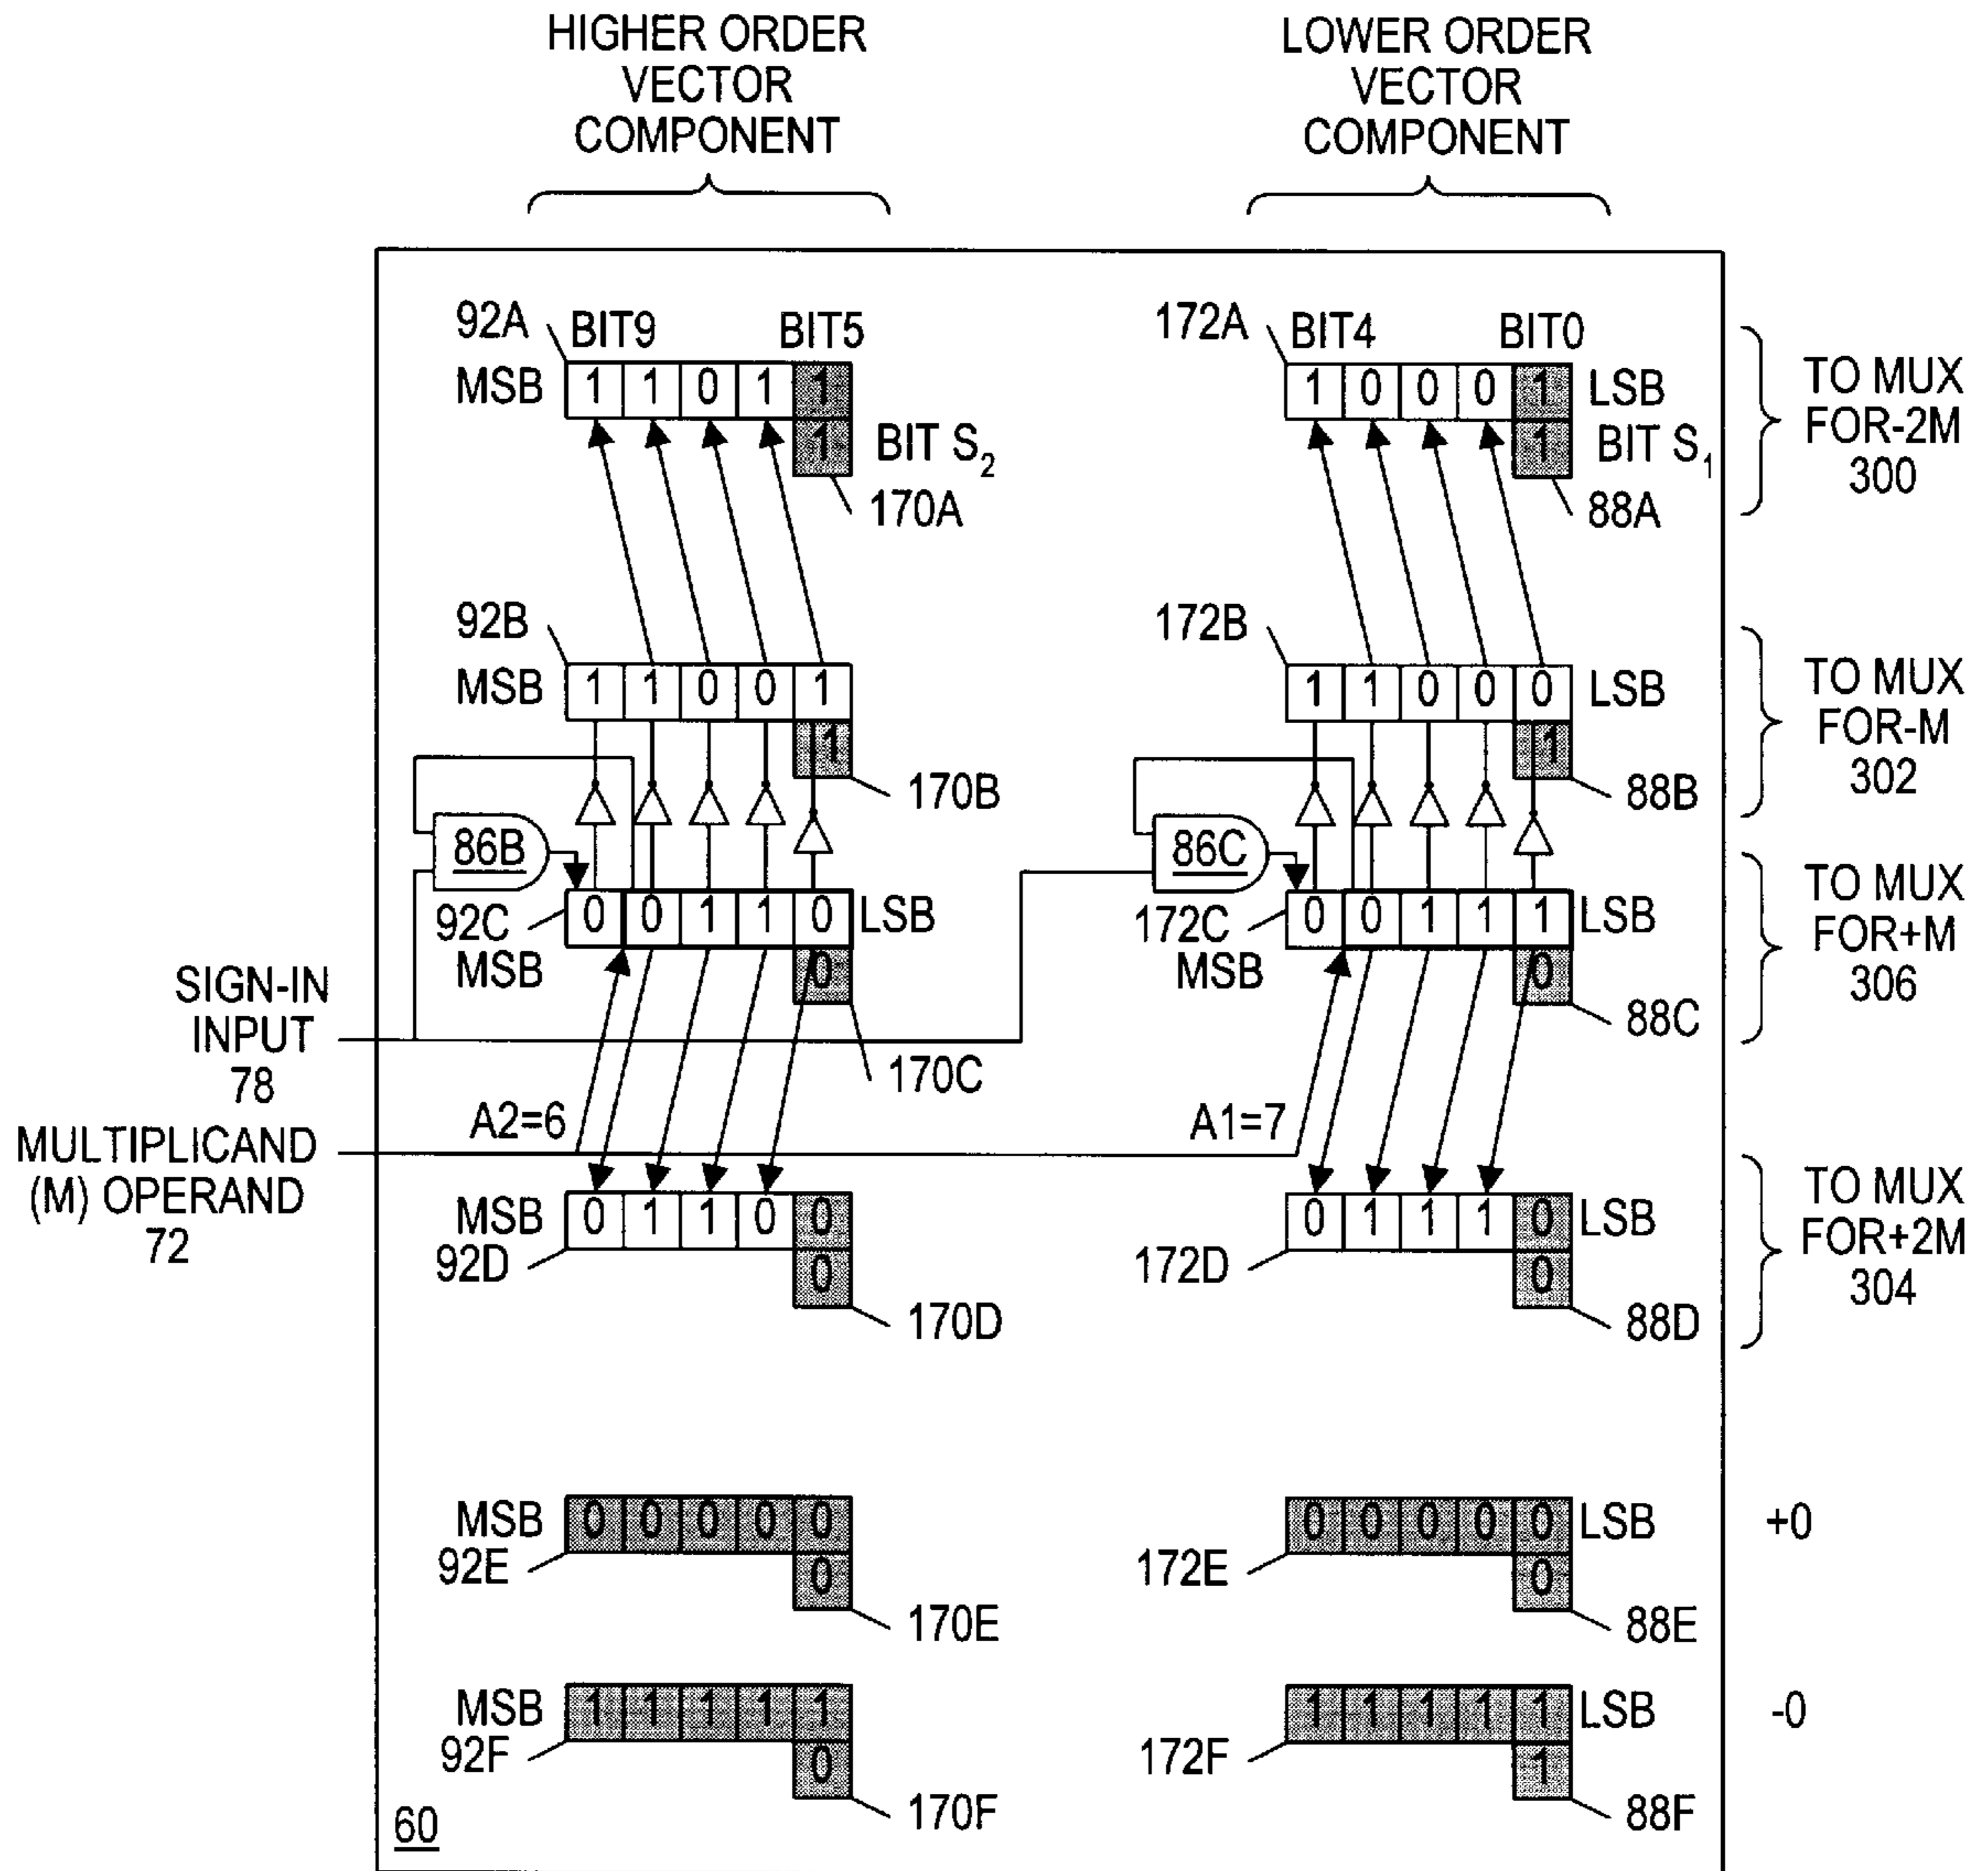 HIGHER ORDER
VECTOR
COMPONENT
LOWER ORDER
VECTOR
COMPONENT
92A BIT9 BIT5
MSB 1 1 0 1 1
1 BIT S2
170A
172A BIT4 BIT0
1 0 0 0 1 LSB
1 BIT S1
88A
TO MUX
FOR-2M
300
92B
MSB 1 1 0 0 1
1
170B
172B
1 1 0 0 0 LSB
1
88B
TO MUX
FOR-M
302
86B
92C 0 0 1 1 0 LSB
MSB 0
170C
86C
172C 0 0 1 1 1 LSB
MSB 0
88C
TO MUX
FOR+M
306
SIGN-IN
INPUT
78
MULTIPLICAND
(M) OPERAND
72
A2=6
A1=7
MSB 0 1 1 0 0
92D 0
170D
0 1 1 1 0 LSB
172D 0
88D
TO MUX
FOR+2M
304
MSB 0 0 0 0 0
92E 0
170E
0 0 0 0 0 LSB
172E 0
88E
+0
MSB 1 1 1 1 1
92F 0
170F
1 1 1 1 1 LSB
172F 1
88F
-0
60